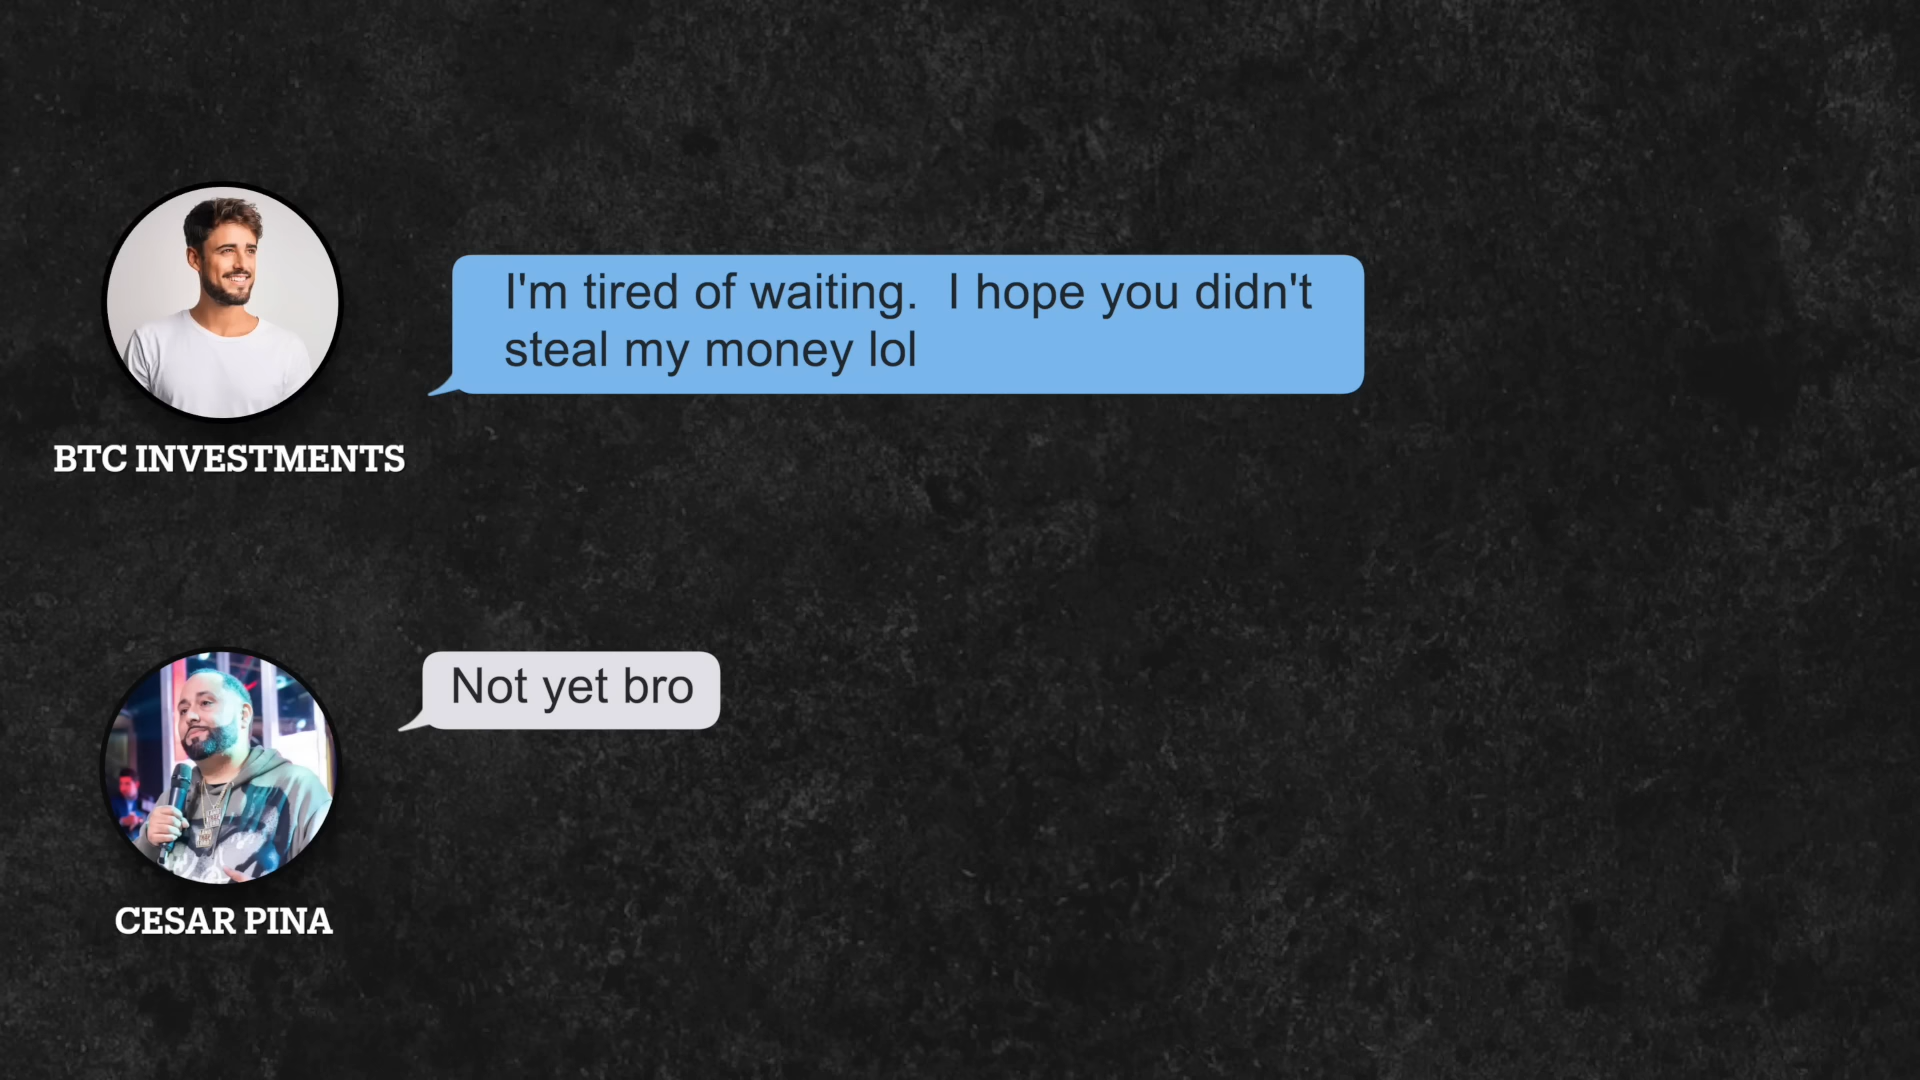 I'm tired of waiting.  I hope you didn't
steal my money lol
BTC INVESTMENTS
Not yet bro
CESAR PINA